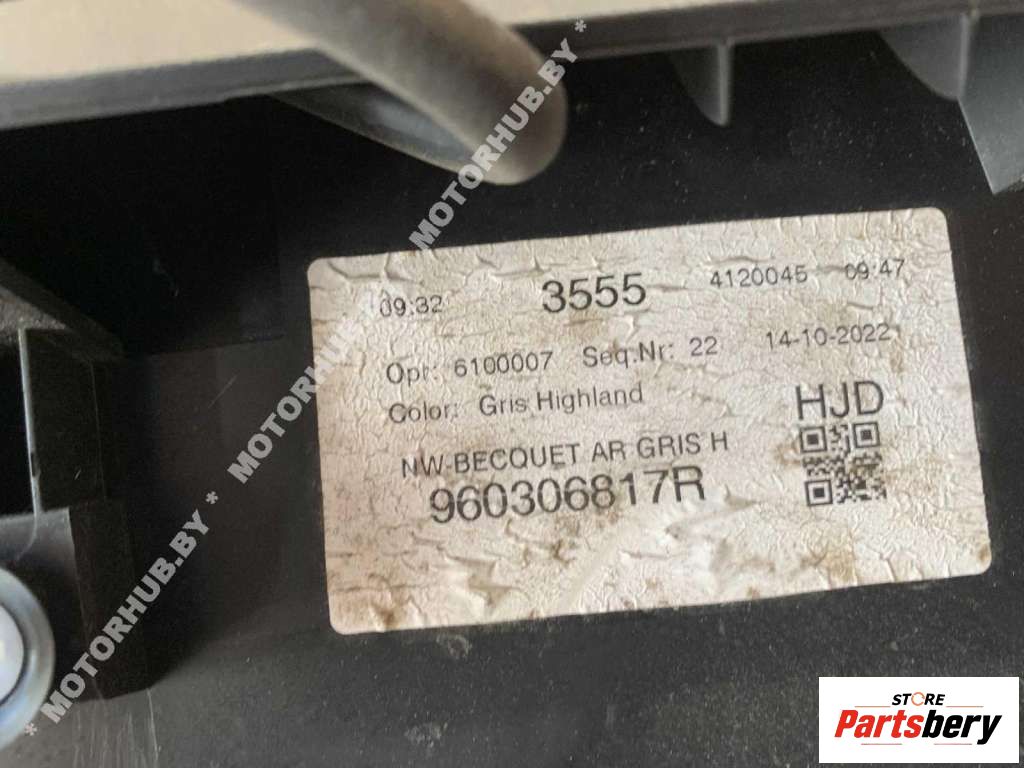 09:32 3555 4120045 09:47
Opr: 6100007 Seq.Nr: 22 14-10-2022
Color: Gris Highland HJD
NW-BECQUET AR GRIS H
960306817R
* MOTORHUB.BY * MOTORHUB.BY * MOTORHUB.BY *
STORE
Partsbery